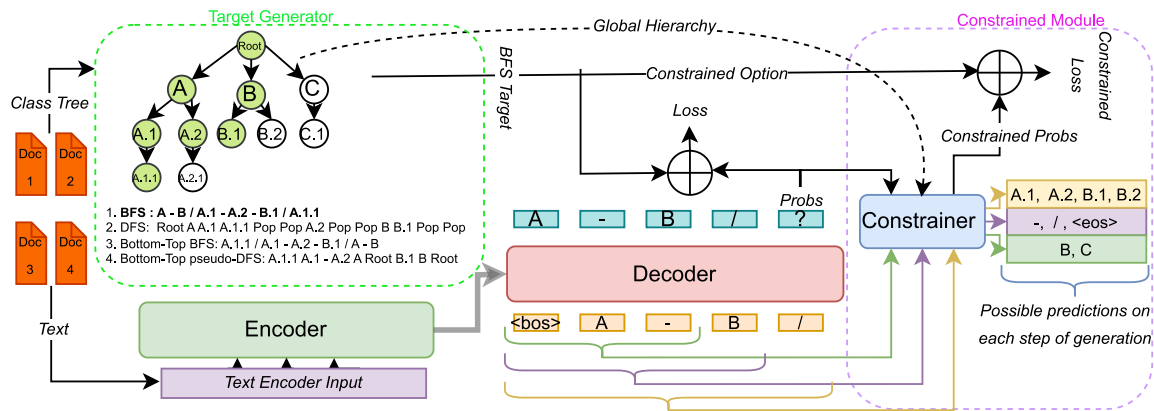 Target Generator
Constrained Module
Root
A
B
C
A.1
A.2
B.1
B.2
C.1
A.1.1
A.2.1
Class Tree
Doc
1
Doc
2
Doc
3
Doc
4
Text
1. BFS : A - B / A.1 - A.2 - B.1 / A.1.1
2. DFS: Root A A.1 A.1.1 Pop Pop A.2 Pop Pop B B.1 Pop Pop
3. Bottom-Top BFS: A.1.1 / A.1 - A.2 - B.1 / A - B
4. Bottom-Top pseudo-DFS: A.1.1 A.1 - A.2 A Root B.1 B Root
BFS
Target
Global Hierarchy
Constrained Option
Loss
Probs
Constrained
Loss
Constrained Probs
A - B / ?
Decoder
<bos> A - B /
Encoder
Text Encoder Input
Constrainer
A.1, A.2, B.1, B.2
-, / , <eos>
B, C
Possible predictions on
each step of generation